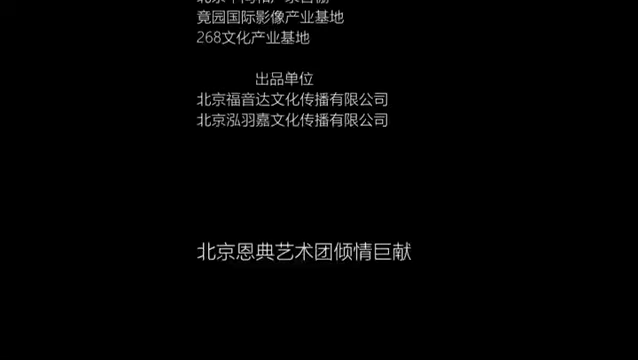 竟园国际影像产业基地
268文化产业基地
出品单位
北京福音达文化传播有限公司
北京泓羽嘉文化传播有限公司
北京恩典艺术团倾情巨献